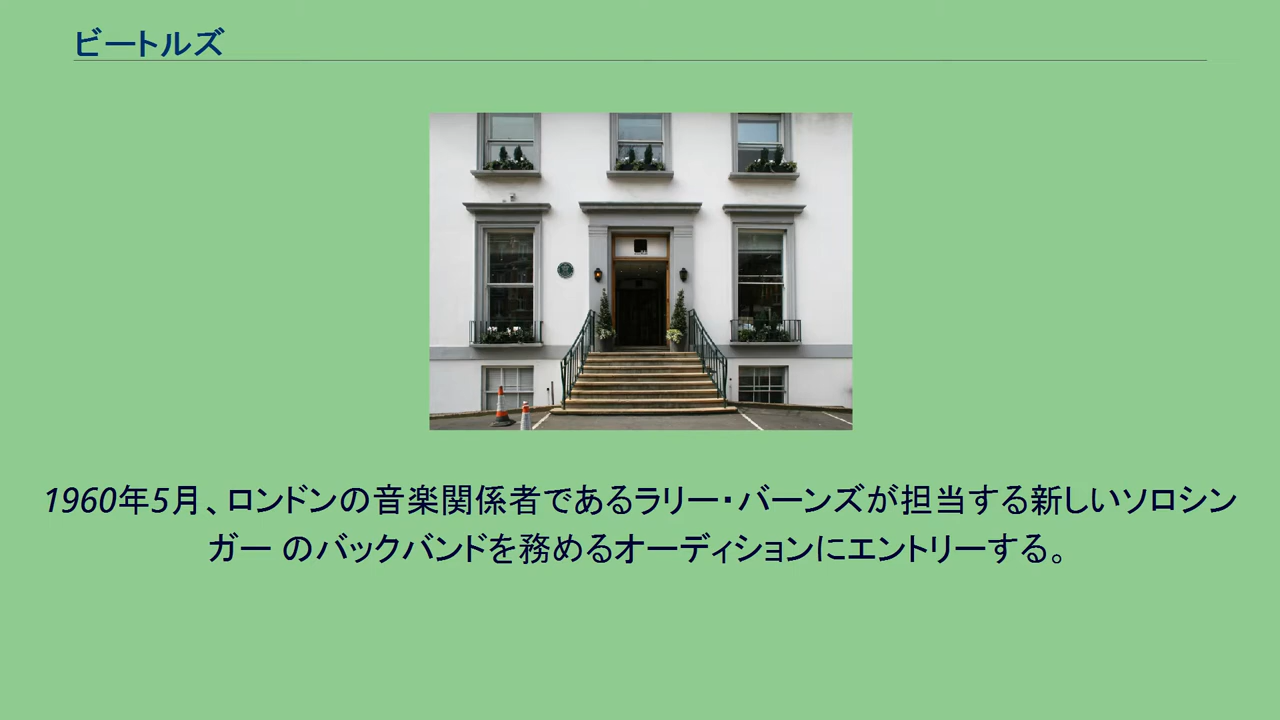 ビートルズ
1960年5月、ロンドンの音楽関係者であるラリー・バーンズが担当する新しいソロシン
ガー のバックバンドを務めるオーディションにエントリーする。